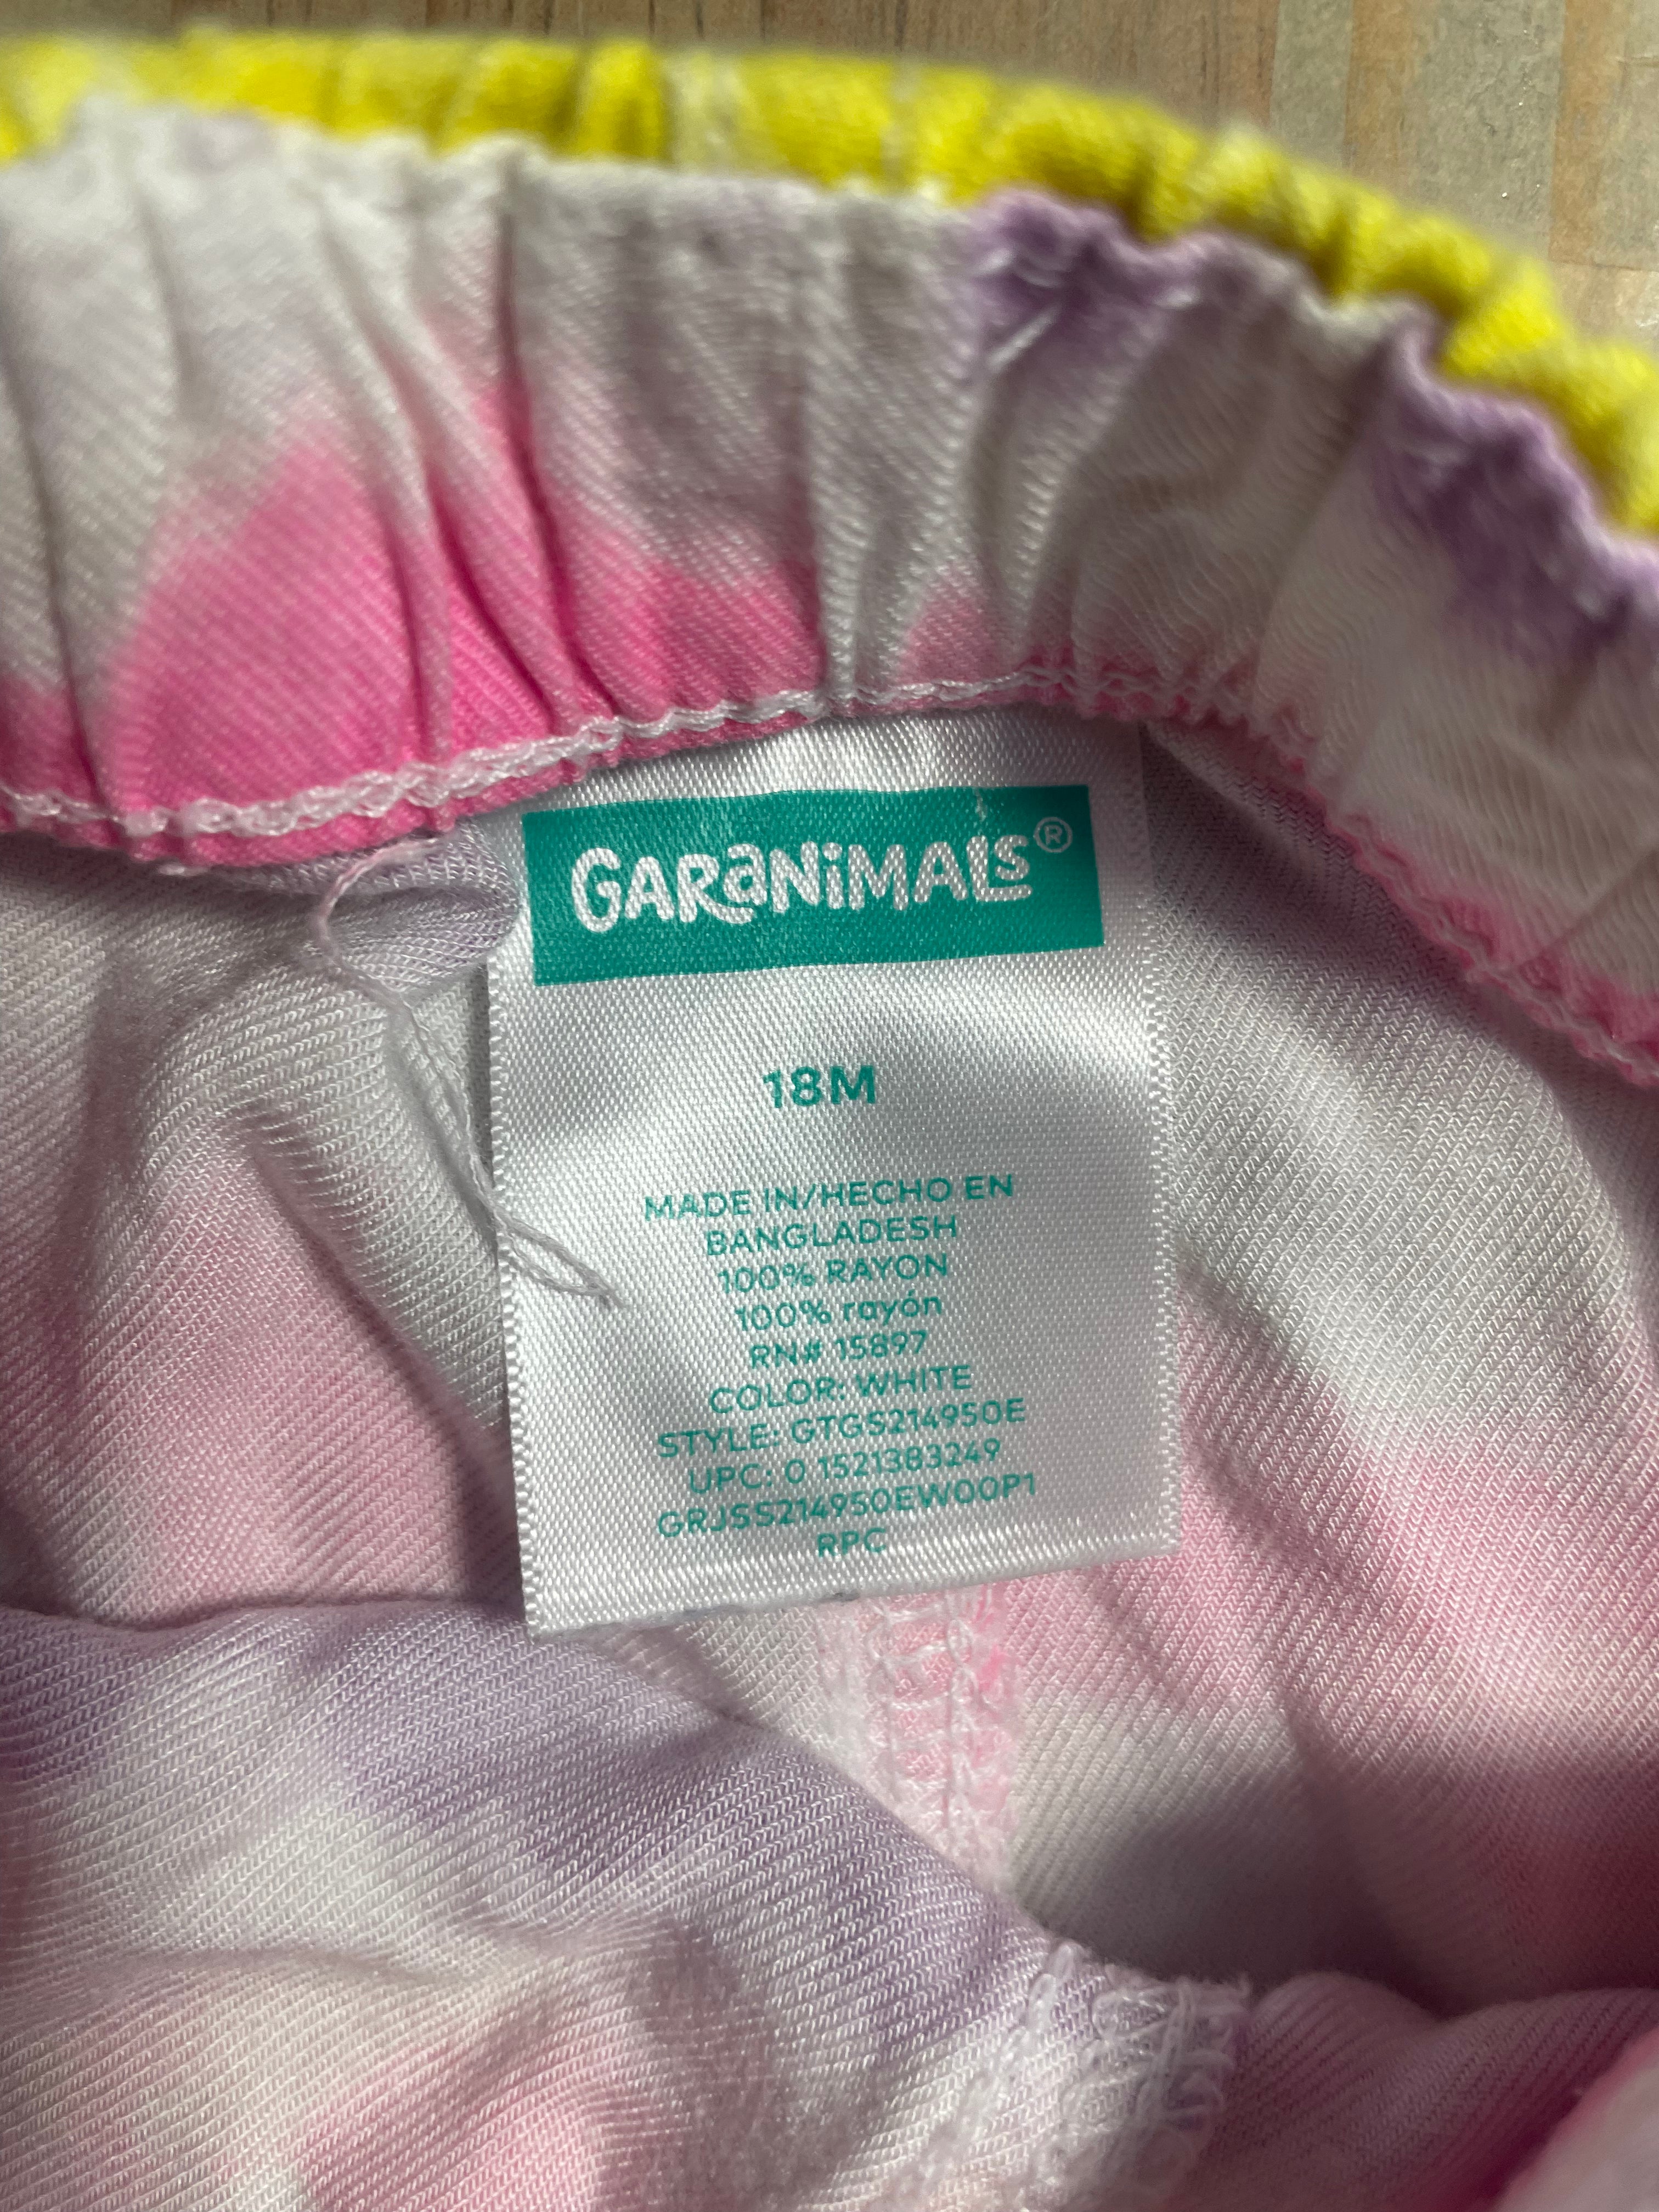 GARaNiMALS®
18M
MADE IN/HECHO EN
BANGLADESH
100% RAYON
100% rayón
RN# 15897
COLOR: WHITE
STYLE: GTGS214950E
UPC: 0 1521383249
GRJSS214950EW00P1
RPC